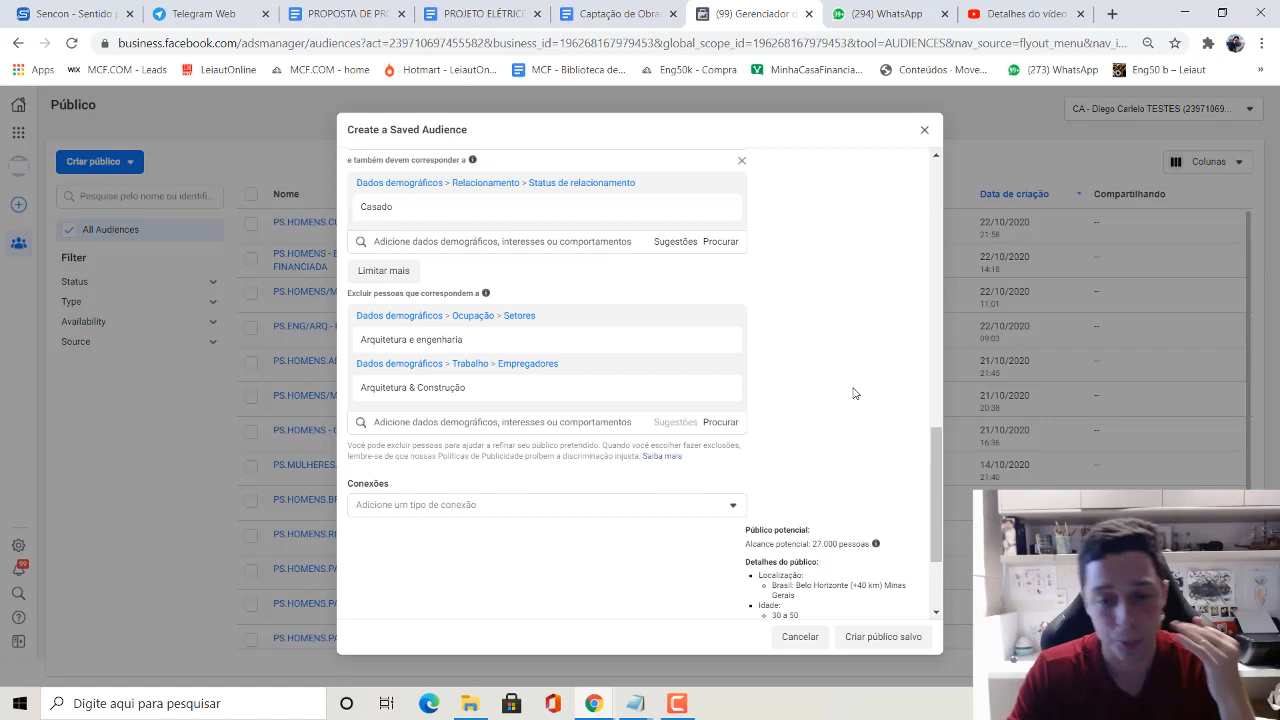 Sencon - Sentido :
Telegram Web
PROPOSTA DE PRO
PROJETO ELÉTRIC
Captação de Obra
(99) Gerenciador d
(294) WhatsApp
Detalhes do vídeo
business.facebook.com/adsmanager/audiences?act=239710697455582&business_id=196268167979453&global_scope_id=196268167979453&tool=AUDIENCES&nav_source=flyout_menu&nav_i...
Apps
MCF.COM - Leads
LeiautOnline
MCF.COM - home
Hotmart - LeiautOn...
MCF - Biblioteca de...
Eng50k - Compra
MinhaCasaFinancia...
Conteúdos · Move...
(273) WhatsApp
Eng50 b – Leiaut
Público
CA - Diego Carielo TESTES (23971069...
Criar público
Colunas
Pesquise pelo nome ou identifi...
All Audiences
Filter
Status
Type
Availability
Source
Nome
PS.HOMENS - E
FINANCIADA
PS.HOMENS/M
PS.ENG/ARQ -
PS.HOMENS.AI
PS.HOMENS/M
PS.HOMENS - C
PS.MULHERES.
PS.HOMENS.BR
PS.HOMENS.RI
PS.HOMENS.PA
PS.HOMENS.PA
PS.HOMENS.PA
Create a Saved Audience
e também devem corresponder a
Dados demográficos > Relacionamento > Status de relacionamento
Casado
Adicione dados demográficos, interesses ou comportamentos
Sugestões
Procurar
Limitar mais
Excluir pessoas que correspondem a
Dados demográficos > Ocupação > Setores
Arquitetura e engenharia
Dados demográficos > Trabalho > Empregadores
Arquitetura & Construção
Adicione dados demográficos, interesses ou comportamentos
Sugestões
Procurar
Você pode excluir pessoas para ajudar a refinar seu público pretendido. Quando você escolher fazer exclusões,
lembre-se de que nossas Políticas de Publicidade proíbem a discriminação injusta. Saiba mais
Conexões
Adicione um tipo de conexão
Público potencial:
Alcance potencial: 27.000 pessoas
Detalhes do público:
Localização:
Brasil: Belo Horizonte (+40 km) Minas
Gerais
Idade:
30 a 50
Cancelar
Criar público salvo
Data de criação
Compartilhando
22/10/2020
21:58
--
22/10/2020
14:18
--
22/10/2020
11:01
--
22/10/2020
09:03
--
21/10/2020
21:45
--
21/10/2020
20:38
--
21/10/2020
16:36
--
14/10/2020
21:40
--
99
Digite aqui para pesquisar